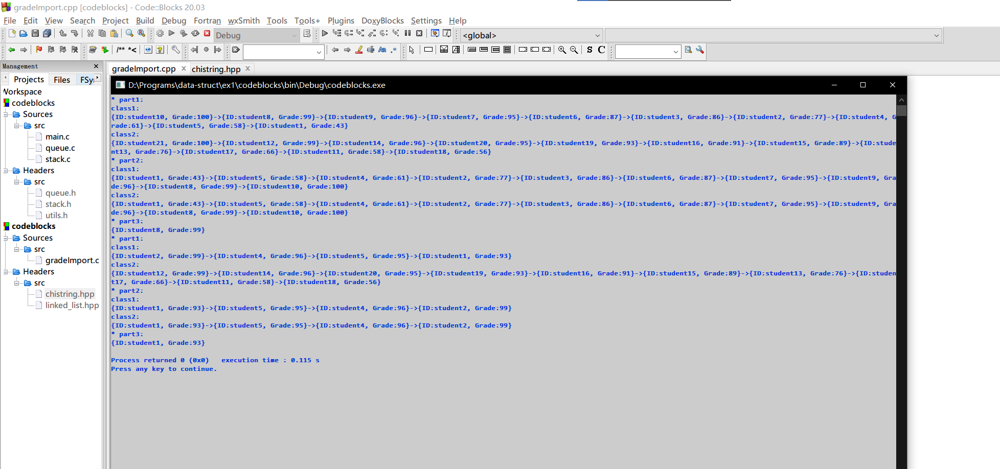 gradeImport.cpp [codeblocks] - Code::Blocks 20.03
File Edit View Search Project Build Debug Fortran wxSmith Tools Tools+ Plugins DoxyBlocks Settings Help
Debug
<global>
/** *<
Aa .* S C
Management
Projects Files FSy
Workspace
codeblocks
Sources
src
main.c
queue.c
stack.c
Headers
src
queue.h
stack.h
utils.h
codeblocks
Sources
src
gradeImport.c
Headers
src
chistring.hpp
linked_list.hpp
gradeImport.cpp chistring.hpp
D:\Programs\data-struct\ex1\codeblocks\bin\Debug\codeblocks.exe
* part1:
class1:
{ID:student10, Grade:100}->{ID:student8, Grade:99}->{ID:student9, Grade:96}->{ID:student7, Grade:95}->{ID:student6, Grade:87}->{ID:student3, Grade:86}->{ID:student2, Grade:77}->{ID:student4, G
rade:61}->{ID:student5, Grade:58}->{ID:student1, Grade:43}
class2:
{ID:student21, Grade:100}->{ID:student12, Grade:99}->{ID:student14, Grade:96}->{ID:student20, Grade:95}->{ID:student19, Grade:93}->{ID:student16, Grade:91}->{ID:student15, Grade:89}->{ID:stude
nt13, Grade:76}->{ID:student17, Grade:66}->{ID:student11, Grade:58}->{ID:student18, Grade:56}
* part2:
class1:
{ID:student1, Grade:43}->{ID:student5, Grade:58}->{ID:student4, Grade:61}->{ID:student2, Grade:77}->{ID:student3, Grade:86}->{ID:student6, Grade:87}->{ID:student7, Grade:95}->{ID:student9, Gra
de:96}->{ID:student8, Grade:99}->{ID:student10, Grade:100}
class2:
{ID:student1, Grade:43}->{ID:student5, Grade:58}->{ID:student4, Grade:61}->{ID:student2, Grade:77}->{ID:student3, Grade:86}->{ID:student6, Grade:87}->{ID:student7, Grade:95}->{ID:student9, Gra
de:96}->{ID:student8, Grade:99}->{ID:student10, Grade:100}
* part3:
{ID:student8, Grade:99}
* part1:
class1:
{ID:student2, Grade:99}->{ID:student4, Grade:96}->{ID:student5, Grade:95}->{ID:student1, Grade:93}
class2:
{ID:student12, Grade:99}->{ID:student14, Grade:96}->{ID:student20, Grade:95}->{ID:student19, Grade:93}->{ID:student16, Grade:91}->{ID:student15, Grade:89}->{ID:student13, Grade:76}->{ID:studen
t17, Grade:66}->{ID:student11, Grade:58}->{ID:student18, Grade:56}
* part2:
class1:
{ID:student1, Grade:93}->{ID:student5, Grade:95}->{ID:student4, Grade:96}->{ID:student2, Grade:99}
class2:
{ID:student1, Grade:93}->{ID:student5, Grade:95}->{ID:student4, Grade:96}->{ID:student2, Grade:99}
* part3:
{ID:student1, Grade:93}
Process returned 0 (0x0)   execution time : 0.115 s
Press any key to continue.